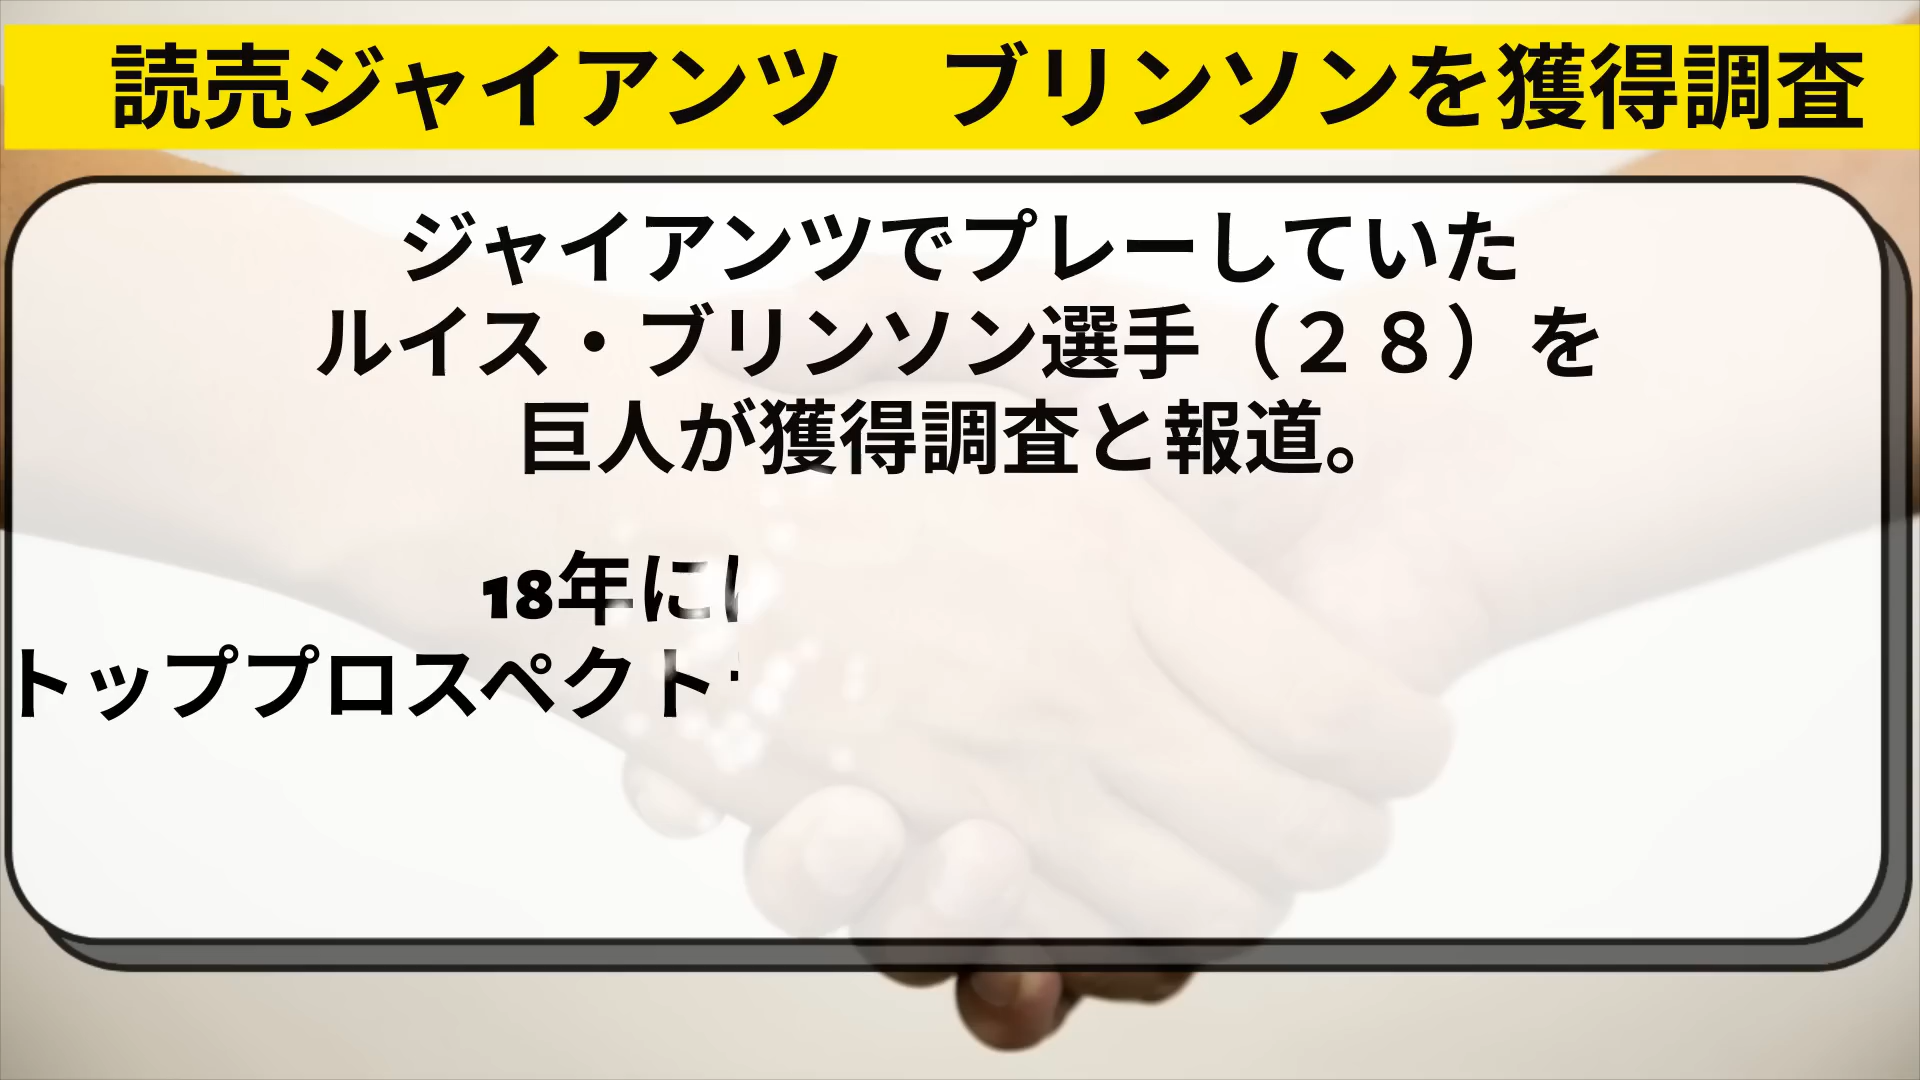 読売ジャイアンツ　ブリンソンを獲得調査
ジャイアンツでプレーしていた
ルイス・ブリンソン選手（２８）を
巨人が獲得調査と報道。
18年に
トッププロスペクト